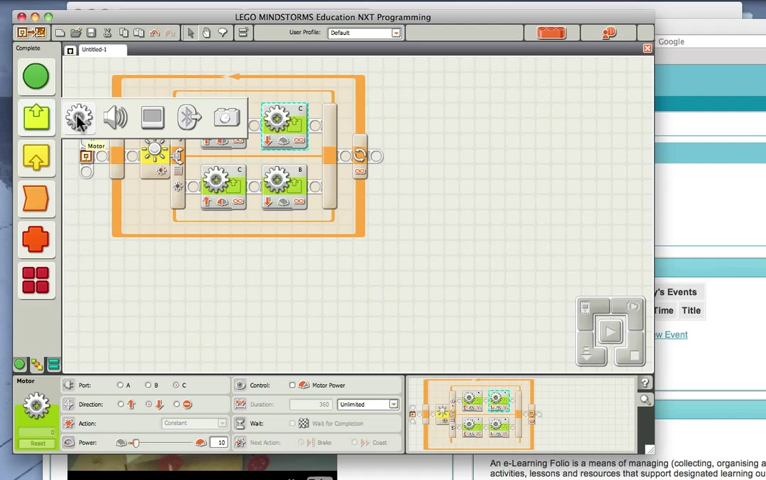 LEGO MINDSTORMS Education NXT Programming
User Profile: Default
Google
Complete
Untitled-1
C
Motor
C B
y's Events
Time Title
ew Event
Motor
Port: A B C
Control: Motor Power
Direction:
Duration: 360 Unlimited
Action: Constant
Wait: Wait for Completion
Power: 10
Next Action: Brake Coast
Reset
An e-Learning Folio is a means of managing (collecting, organising a
activities, lessons and resources that support designated learning ou